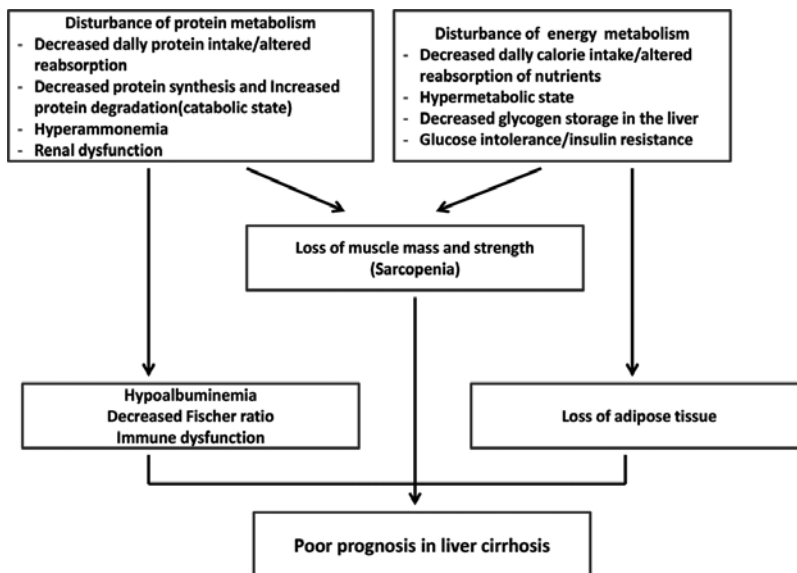 Disturbance of protein metabolism
- Decreased dally protein intake/altered
reabsorption
- Decreased protein synthesis and Increased
protein degradation(catabolic state)
- Hyperammonemia
- Renal dysfunction
Disturbance of energy metabolism
- Decreased dally calorie intake/altered
reabsorption of nutrients
- Hypermetabolic state
- Decreased glycogen storage in the liver
- Glucose intolerance/insulin resistance
Loss of muscle mass and strength
(Sarcopenia)
Hypoalbuminemia
Decreased Fischer ratio
Immune dysfunction
Loss of adipose tissue
Poor prognosis in liver cirrhosis